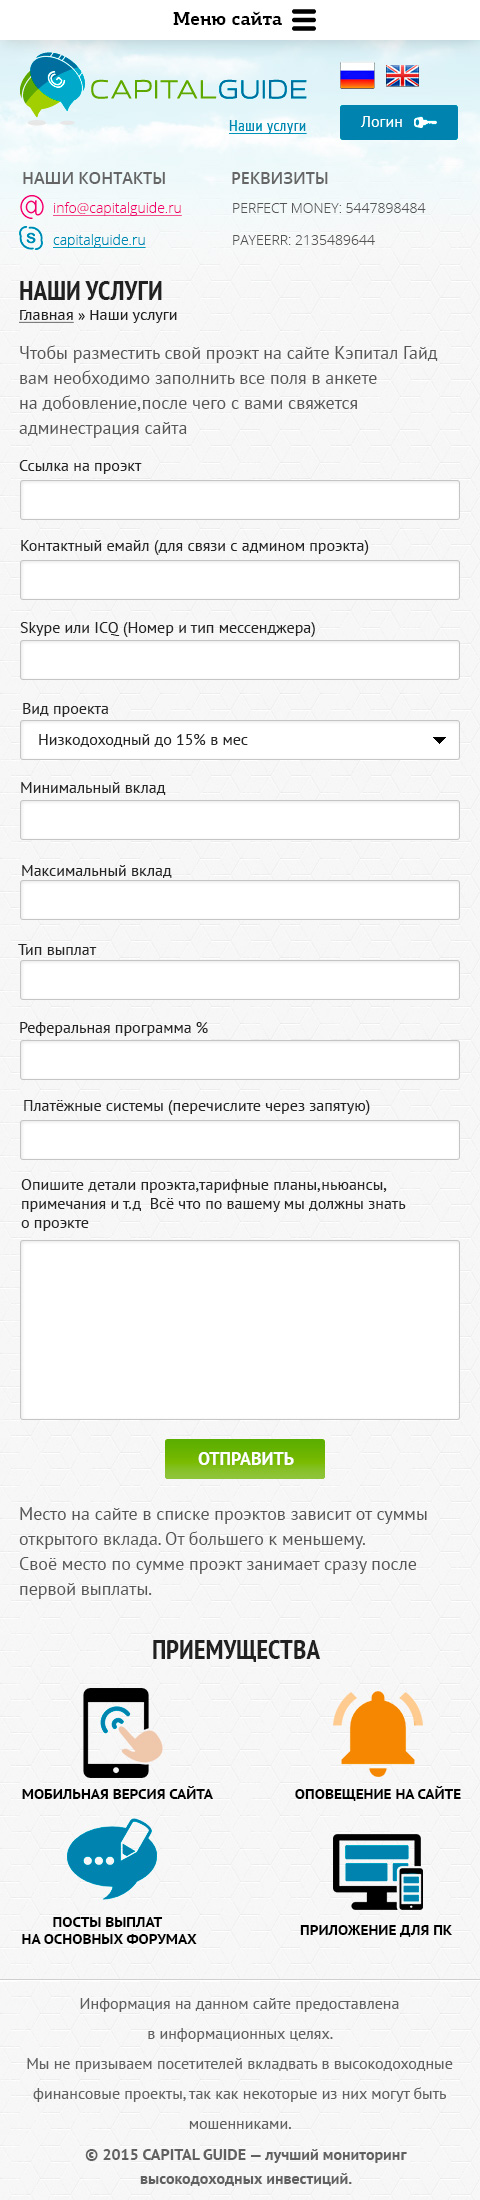 Меню сайта
CAPITALGUIDE
Наши услуги
Логин
НАШИ КОНТАКТЫ
info@capitalguide.ru
capitalguide.ru
РЕКВИЗИТЫ
PERFECT MONEY: 5447898484
PAYEERR: 2135489644
НАШИ УСЛУГИ
Главная » Наши услуги
Чтобы разместить свой проэкт на сайте Кэпитал Гайд
вам необходимо заполнить все поля в анкете
на добовление,после чего с вами свяжется
админестрация сайта
Ссылка на проэкт
Контактный емайл (для связи с админом проэкта)
Skype или ICQ (Номер и тип мессенджера)
Вид проекта
Низкодоходный до 15% в мес
Минимальный вклад
Максимальный вклад
Тип выплат
Реферальная программа %
Платёжные системы (перечислите через запятую)
Опишите детали проэкта,тарифные планы,ньюансы,
примечания и т.д  Всё что по вашему мы должны знать
о проэкте
ОТПРАВИТЬ
Место на сайте в списке проэктов зависит от суммы
открытого вклада. От большего к меньшему.
Своё место по сумме проэкт занимает сразу после
первой выплаты.
ПРИЕМУЩЕСТВА
МОБИЛЬНАЯ ВЕРСИЯ САЙТА
ОПОВЕЩЕНИЕ НА САЙТЕ
ПОСТЫ ВЫПЛАТ
НА ОСНОВНЫХ ФОРУМАХ
ПРИЛОЖЕНИЕ ДЛЯ ПК
Информация на данном сайте предоставлена
в информационных целях.
Мы не призываем посетителей вкладвать в высокодоходные
финансовые проекты, так как некоторые из них могут быть
мошенниками.
© 2015 CAPITAL GUIDE — лучший мониторинг
высокодоходных инвестиций.